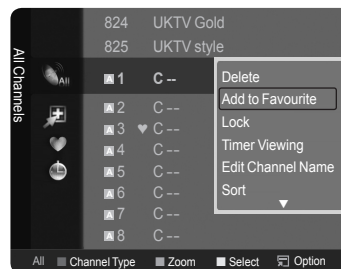 All Channels
824 UKTV Gold
825 UKTV style
All
A 1 C --
A 2 C --
A 3 ♥ C --
A 4 C --
A 5 C --
A 6 C --
A 7 C --
A 8 C --
Delete
Add to Favourite
Lock
Timer Viewing
Edit Channel Name
Sort
All Channel Type Zoom Select Option